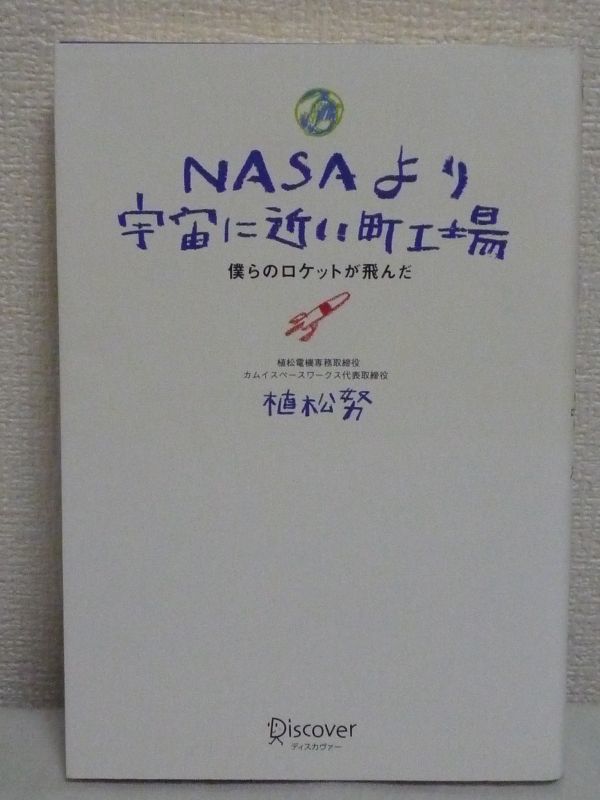 NASAより
宇宙に近い町工場
僕らのロケットが飛んだ
植松電機専務取締役
カムイスペースワークス代表取締役
植松努
Discover
ディスカヴァー